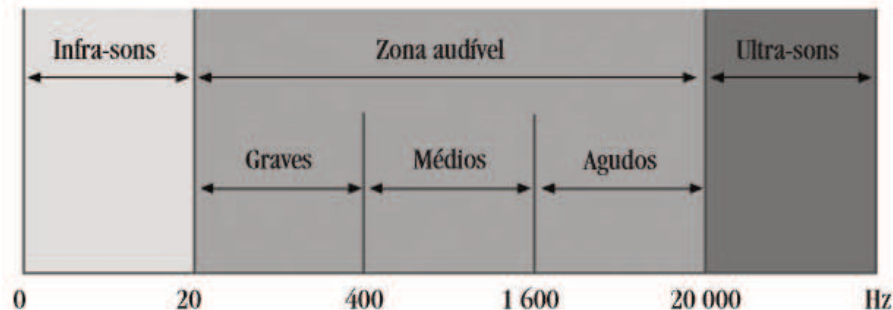 Infra-sons Zona audível Ultra-sons
Graves Médios Agudos
0 20 400 1 600 20 000 Hz